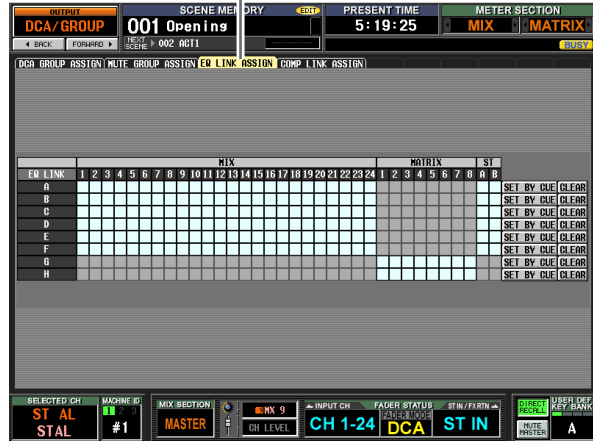 OUTPUT SCENE MEMORY EDIT PRESENT TIME METER SECTION
DCA/GROUP 001 Opening 5:19:25 MIX MATRIX
BACK FORWARD NEXT SCENE 002 ACT1 BUSY
DCA GROUP ASSIGN MUTE GROUP ASSIGN EQ LINK ASSIGN COMP LINK ASSIGN
MIX MATRIX ST
EQ LINK 1 2 3 4 5 6 7 8 9 10 11 12 13 14 15 16 17 18 19 20 21 22 23 24 1 2 3 4 5 6 7 8 A B
A SET BY CUE CLEAR
B SET BY CUE CLEAR
C SET BY CUE CLEAR
D SET BY CUE CLEAR
E SET BY CUE CLEAR
F SET BY CUE CLEAR
G SET BY CUE CLEAR
H SET BY CUE CLEAR
SELECTED CH MACHINE ID MIX SECTION INPUT CH FADER STATUS ST IN/FXRTN DIRECT RECALL USER DEF KEY BANK
ST AL 1 2 3 MX 9 FADER MODE
STAL #1 MASTER CH LEVEL CH 1-24 DCA ST IN MUTE MASTER A